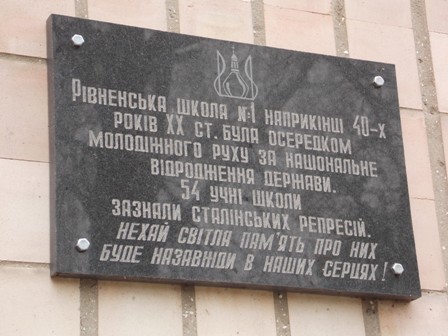 Рівненська школа №1 наприкінці 40-х
років XX ст. була осередком
молодіжного руху за національне
відродження держави.
54 учні школи
зазнали сталінських репресій.
Нехай світла пам'ять про них
буде назавжди в наших серцях!